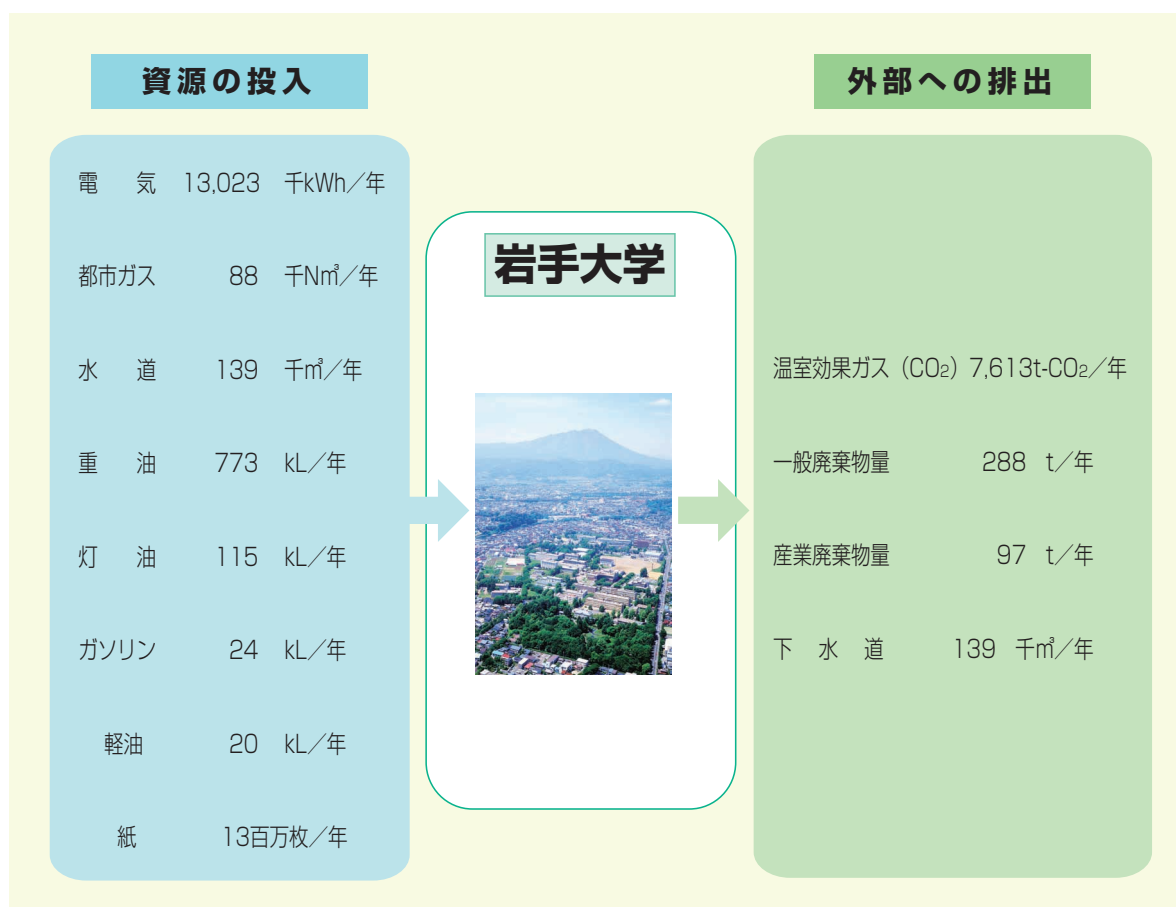 資源の投入
電気 13,023 千kWh/年
都市ガス 88 千N㎥/年
水道 139 千㎥/年
重油 773 kL/年
灯油 115 kL/年
ガソリン 24 kL/年
軽油 20 kL/年
紙 13百万枚/年
岩手大学
外部への排出
温室効果ガス(CO₂)7,613t-CO₂/年
一般廃棄物量 288 t/年
産業廃棄物量 97 t/年
下水道 139 千㎥/年